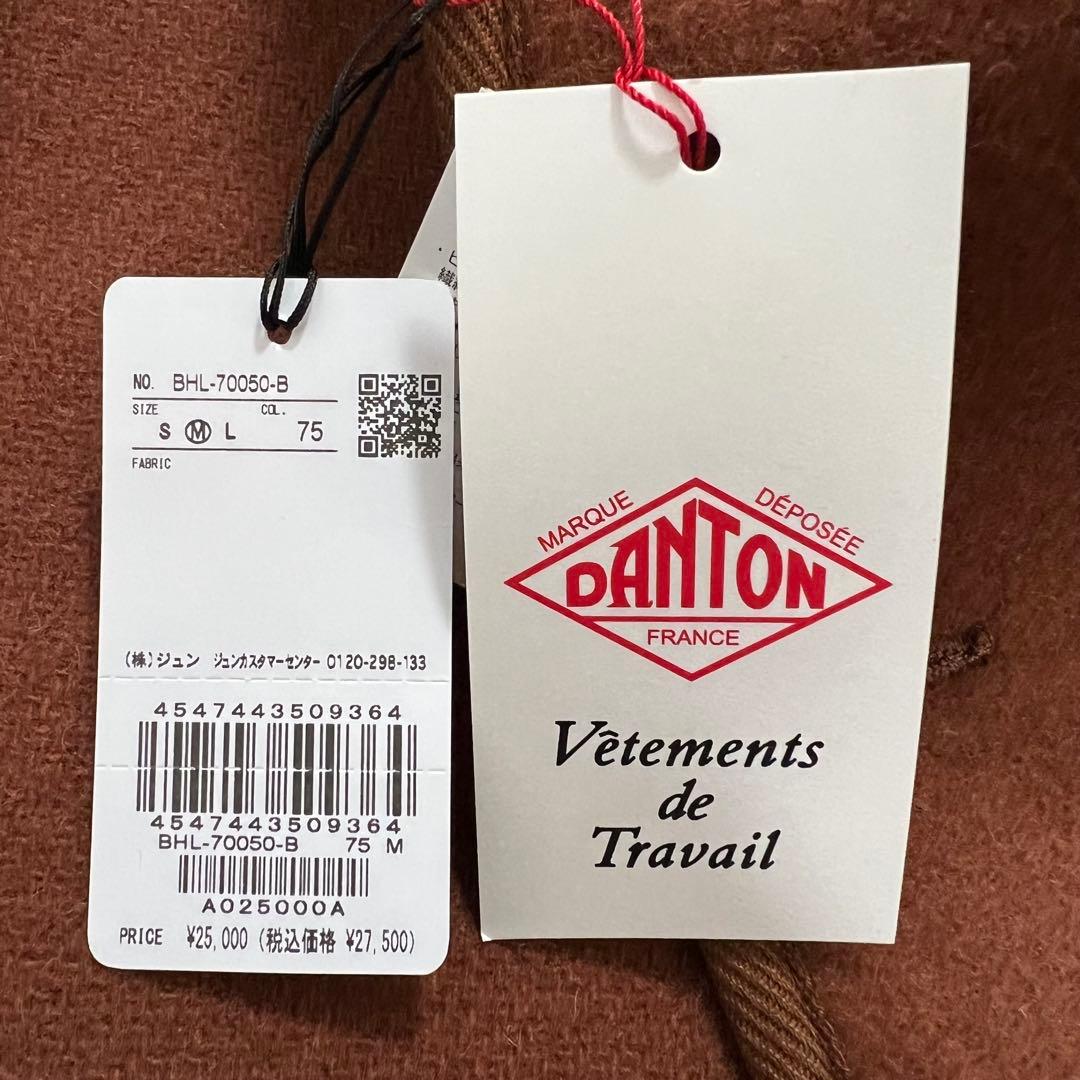 NO. BHL-70050-B
SIZE COL.
S M L 75
FABRIC
(株)ジュン ジュンカスタマーセンター 0120-298-133
4547443509364
4547443509364
BHL-70050-B 75 M
A025000A
PRICE ¥25,000 (税込価格 ¥27,500)
MARQUE DÉPOSÉE
DANTON
FRANCE
Vêtements
de
Travail